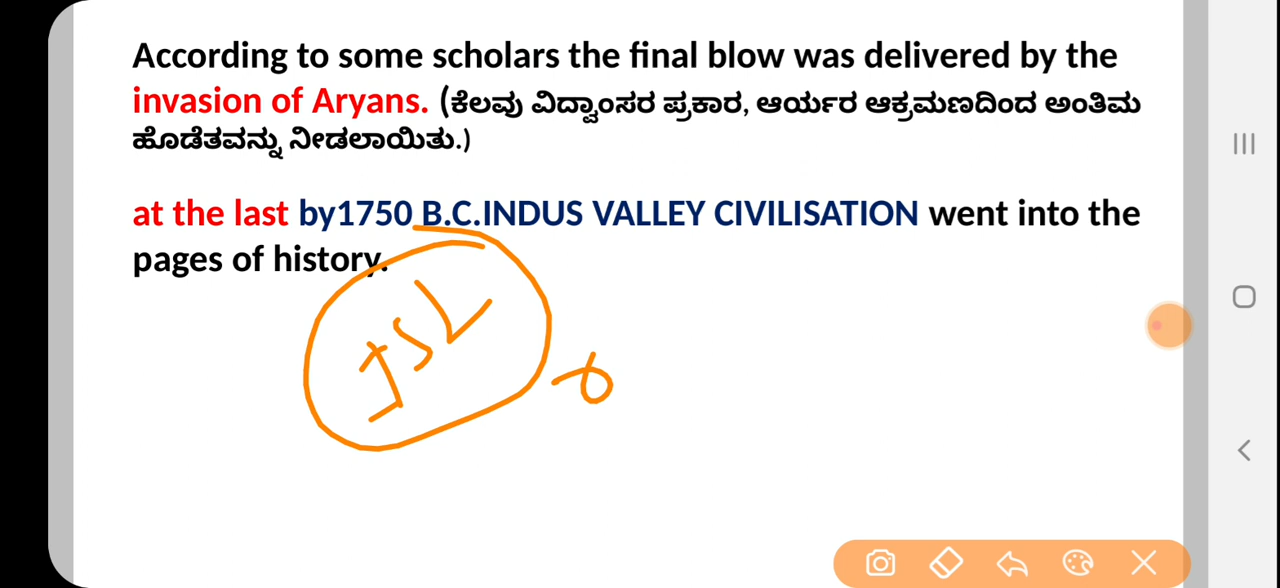 According to some scholars the final blow was delivered by the
invasion of Aryans. (ಕೆಲವು ವಿದ್ವಾಂಸರ ಪ್ರಕಾರ, ಆರ್ಯರ ಆಕ್ರಮಣದಿಂದ ಅಂತಿಮ
ಹೊಡೆತವನ್ನು ನೀಡಲಾಯಿತು.)
at the last by1750 B.C.INDUS VALLEY CIVILISATION went into the
pages of history.